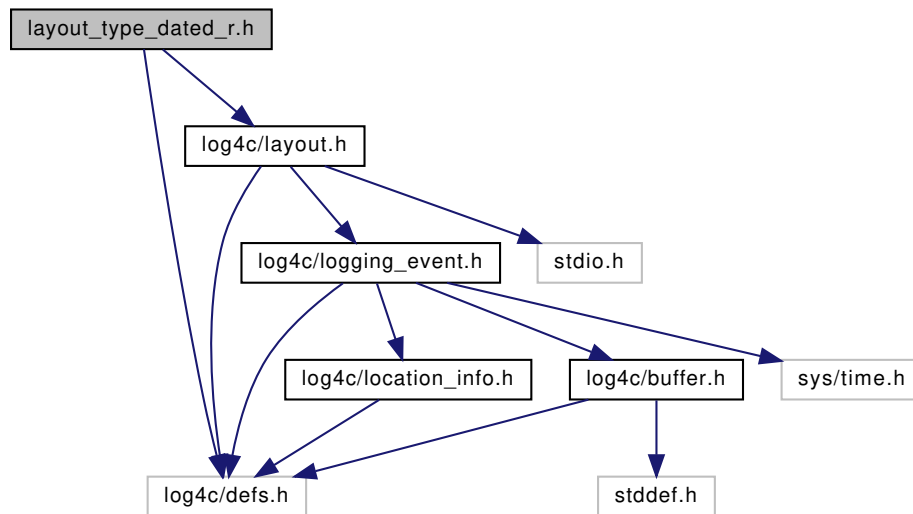 layout_type_dated_r.h
log4c/layout.h
log4c/logging_event.h
stdio.h
log4c/location_info.h
log4c/buffer.h
sys/time.h
log4c/defs.h
stddef.h